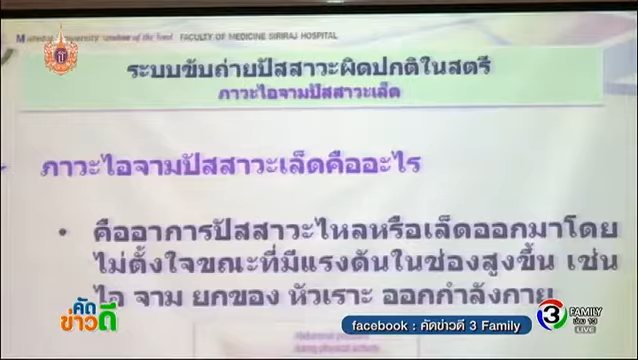 FACULTY OF MEDICINE SIRIRAJ HOSPITAL
ระบบขับถ่ายปัสสาวะผิดปกติในสตรี
ภาวะไอจามปัสสาวะเล็ด
ภาวะไอจามปัสสาวะเล็ดคืออะไร
• คืออาการปัสสาวะไหลหรือเล็ดออกมาโดย
ไม่ตั้งใจขณะที่มีแรงดันในช่องสูงขึ้น เช่น
ไอ จาม ยกของ หัวเราะ ออกกำลังกาย
คัด
ข่าวดี
facebook : คัดข่าวดี 3 Family
3 FAMILY
ช่อง 13
LIVE